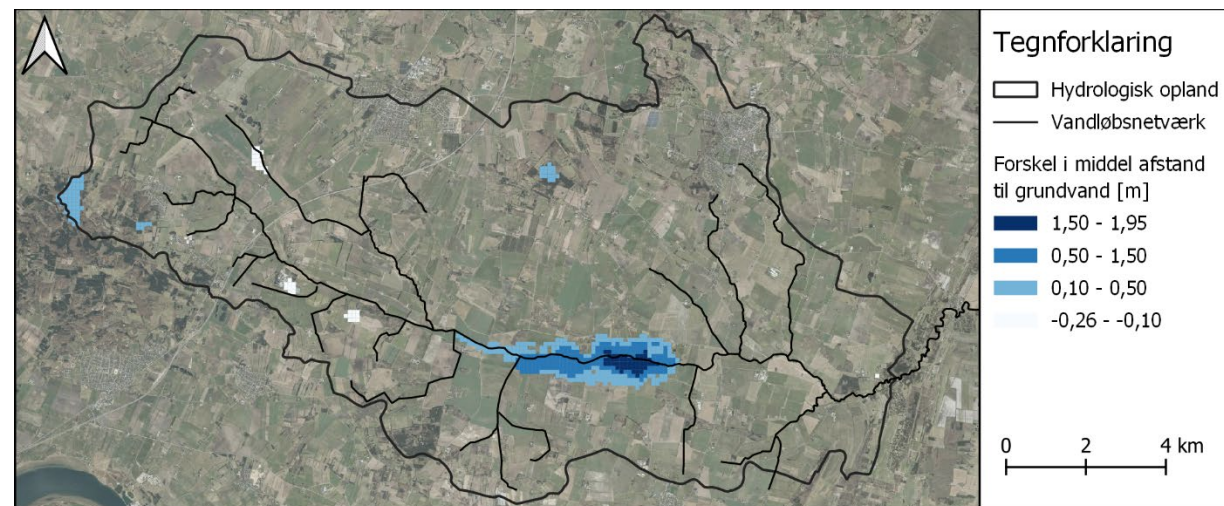 Tegnforklaring
Hydrologisk opland
Vandløbsnetværk
Forskel i middel afstand
til grundvand [m]
1,50 - 1,95
0,50 - 1,50
0,10 - 0,50
-0,26 - -0,10
0 2 4 km